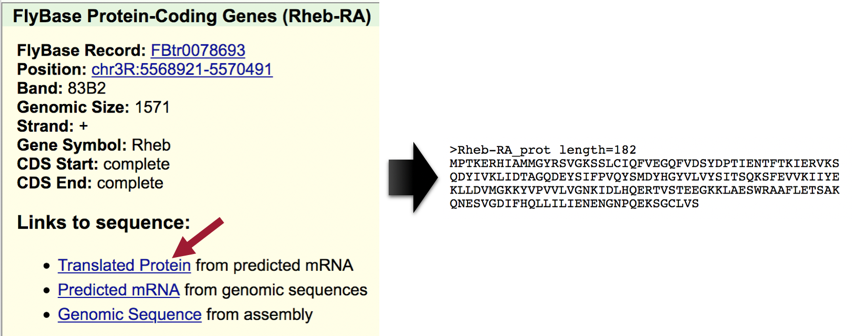 FlyBase Protein-Coding Genes (Rheb-RA)
FlyBase Record: FBtr0078693
Position: chr3R:5568921-5570491
Band: 83B2
Genomic Size: 1571
Strand: +
Gene Symbol: Rheb
CDS Start: complete
CDS End: complete
Links to sequence:
• Translated Protein from predicted mRNA
• Predicted mRNA from genomic sequences
• Genomic Sequence from assembly
>Rheb-RA_prot length=182
MPTKERHIAMMGYRSVGKSSLCIQFVEGQFVDSYDPTIENTFTKIERVKS
QDYIVKLIDTAGQDEYSIFPVQYSMDYHGYVLVYSITSQKSFEVVKIIYE
KLLDVMGKKYVPVVLVGNKIDLHQERTVSTEEGKKLAESWRAAFLETSAK
QNESVGDIFHQLLILIENENGNPQEKSGCLVS